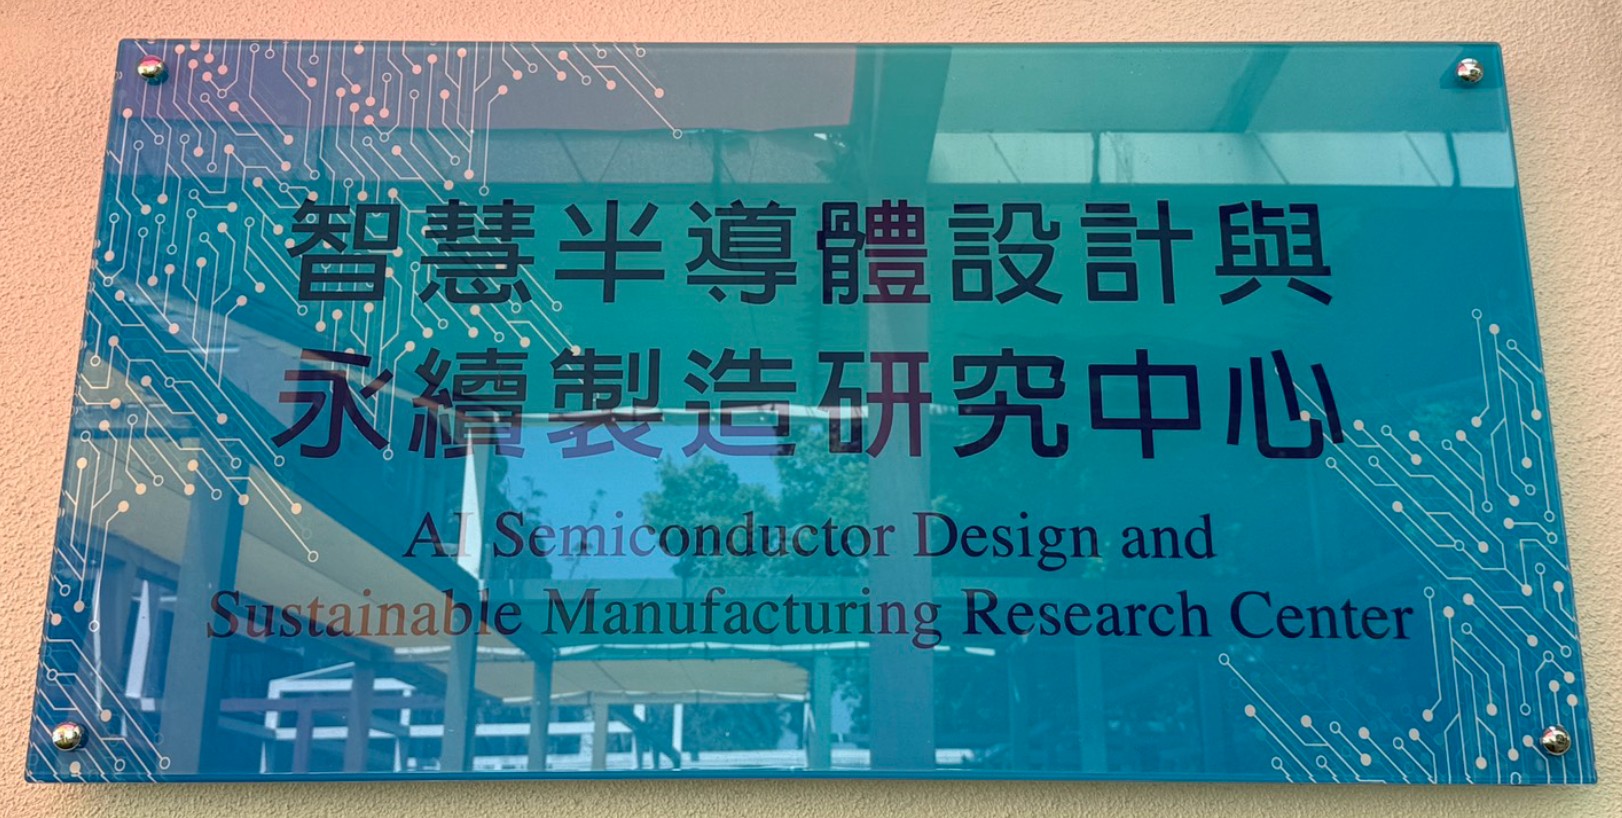 智慧半導體設計與
永續製造研究中心
AI Semiconductor Design and
Sustainable Manufacturing Research Center